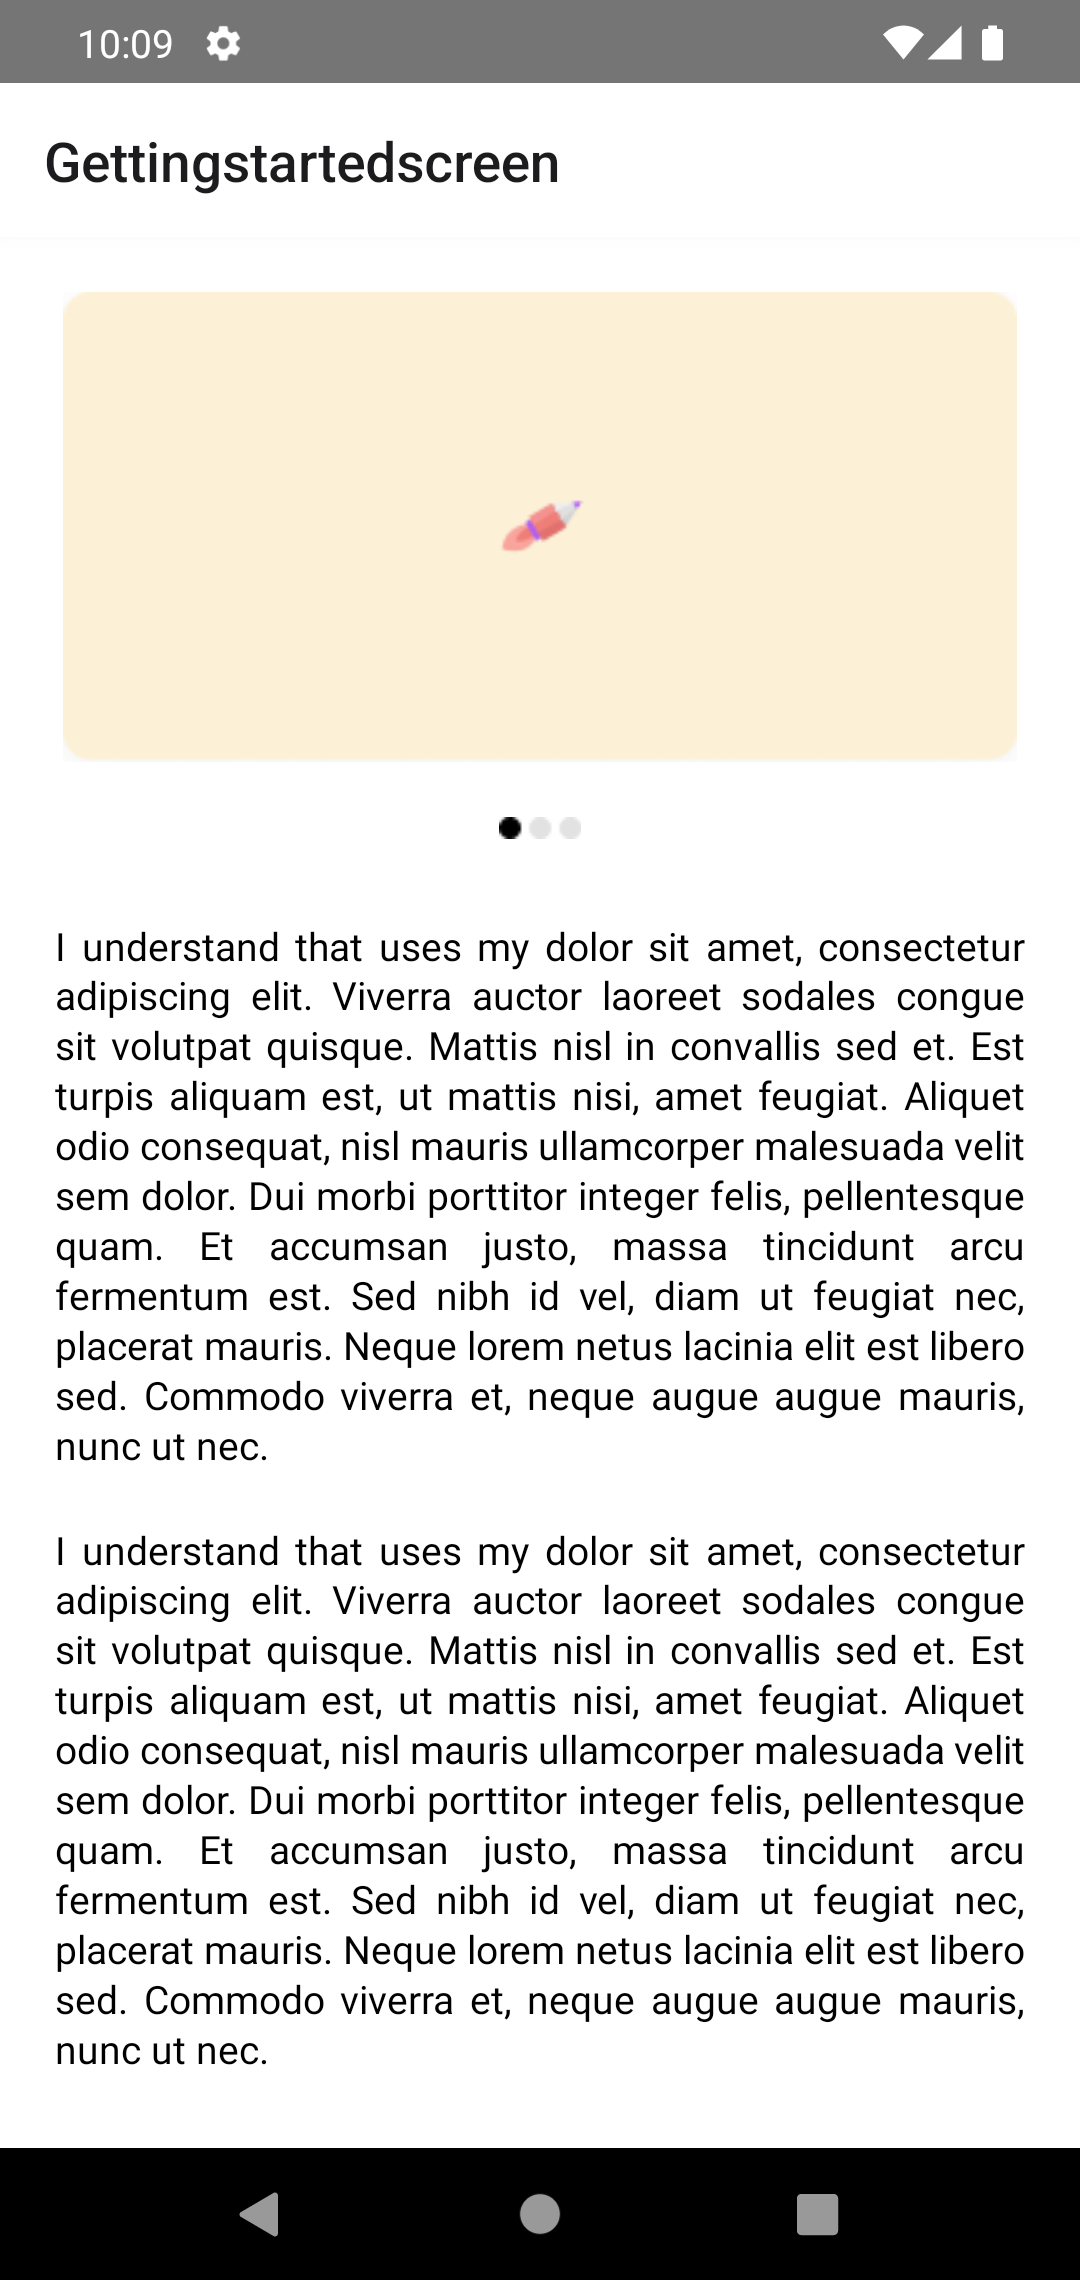 10:09
Gettingstartedscreen
I understand that uses my dolor sit amet, consectetur
adipiscing elit. Viverra auctor laoreet sodales congue
sit volutpat quisque. Mattis nisl in convallis sed et. Est
turpis aliquam est, ut mattis nisi, amet feugiat. Aliquet
odio consequat, nisl mauris ullamcorper malesuada velit
sem dolor. Dui morbi porttitor integer felis, pellentesque
quam. Et accumsan justo, massa tincidunt arcu
fermentum est. Sed nibh id vel, diam ut feugiat nec,
placerat mauris. Neque lorem netus lacinia elit est libero
sed. Commodo viverra et, neque augue augue mauris,
nunc ut nec.
I understand that uses my dolor sit amet, consectetur
adipiscing elit. Viverra auctor laoreet sodales congue
sit volutpat quisque. Mattis nisl in convallis sed et. Est
turpis aliquam est, ut mattis nisi, amet feugiat. Aliquet
odio consequat, nisl mauris ullamcorper malesuada velit
sem dolor. Dui morbi porttitor integer felis, pellentesque
quam. Et accumsan justo, massa tincidunt arcu
fermentum est. Sed nibh id vel, diam ut feugiat nec,
placerat mauris. Neque lorem netus lacinia elit est libero
sed. Commodo viverra et, neque augue augue mauris,
nunc ut nec.